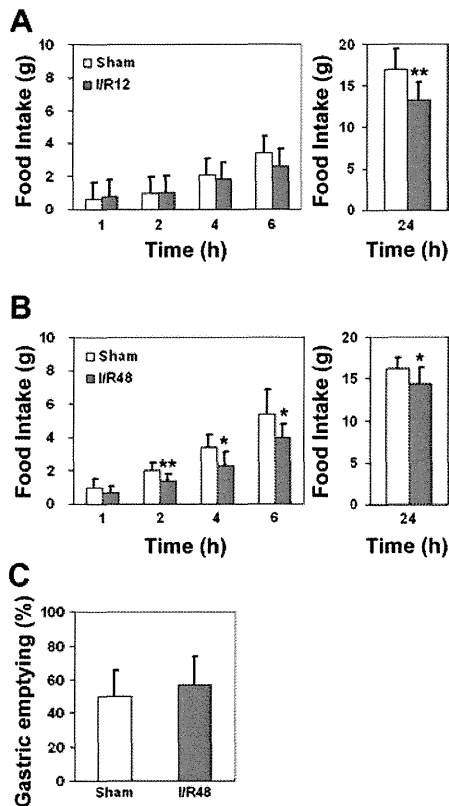 A
Food Intake (g)
10
8
6
4
2
0
Sham
I/R12
1 2 4 6
Time (h)
Food Intake (g)
20
15
10
5
0
**
24
Time (h)
B
Food Intake (g)
10
8
6
4
2
0
Sham
I/R48
**
*
*
1 2 4 6
Time (h)
Food Intake (g)
20
15
10
5
0
*
24
Time (h)
C
Gastric emptying (%)
100
80
60
40
20
0
Sham I/R48